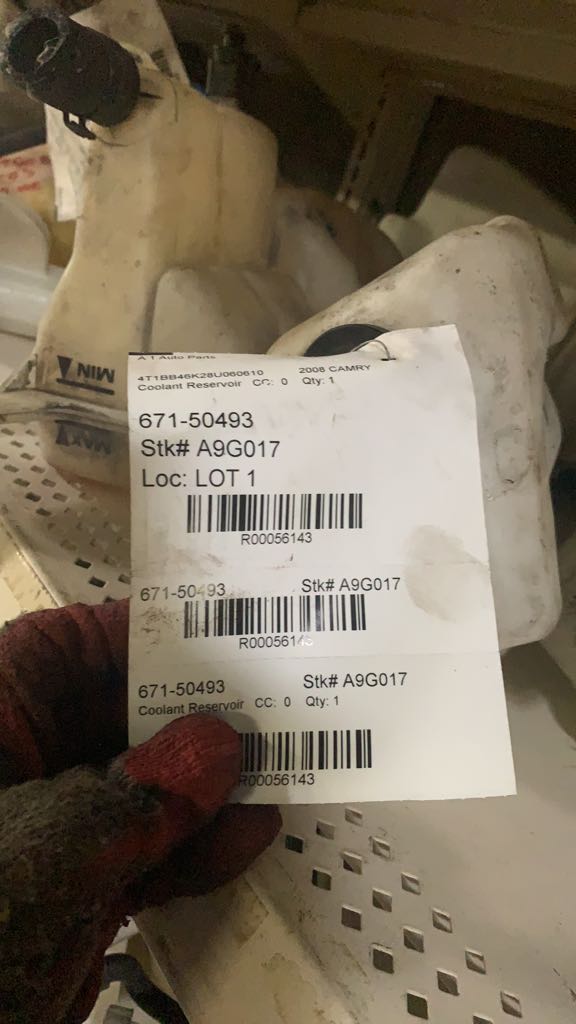 A 1 Auto Parts
4T1BB46K28U060610 2008 CAMRY
Coolant Reservoir CC: 0 Qty: 1
671-50493
Stk# A9G017
Loc: LOT 1
R00056143
671-50493 Stk# A9G017
R00056143
671-50493 Stk# A9G017
Coolant Reservoir CC: 0 Qty: 1
R00056143
MIN
MAX